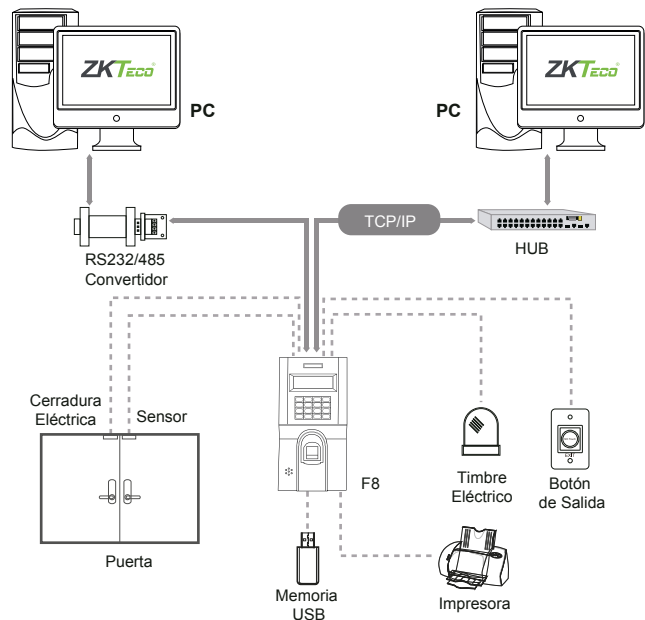 ZKTECO
PC
ZKTECO
PC
TCP/IP
HUB
RS232/485
Convertidor
Cerradura
Eléctrica
Sensor
F8
EXIT
Timbre
Eléctrico
Botón
de Salida
Puerta
Memoria
USB
Impresora